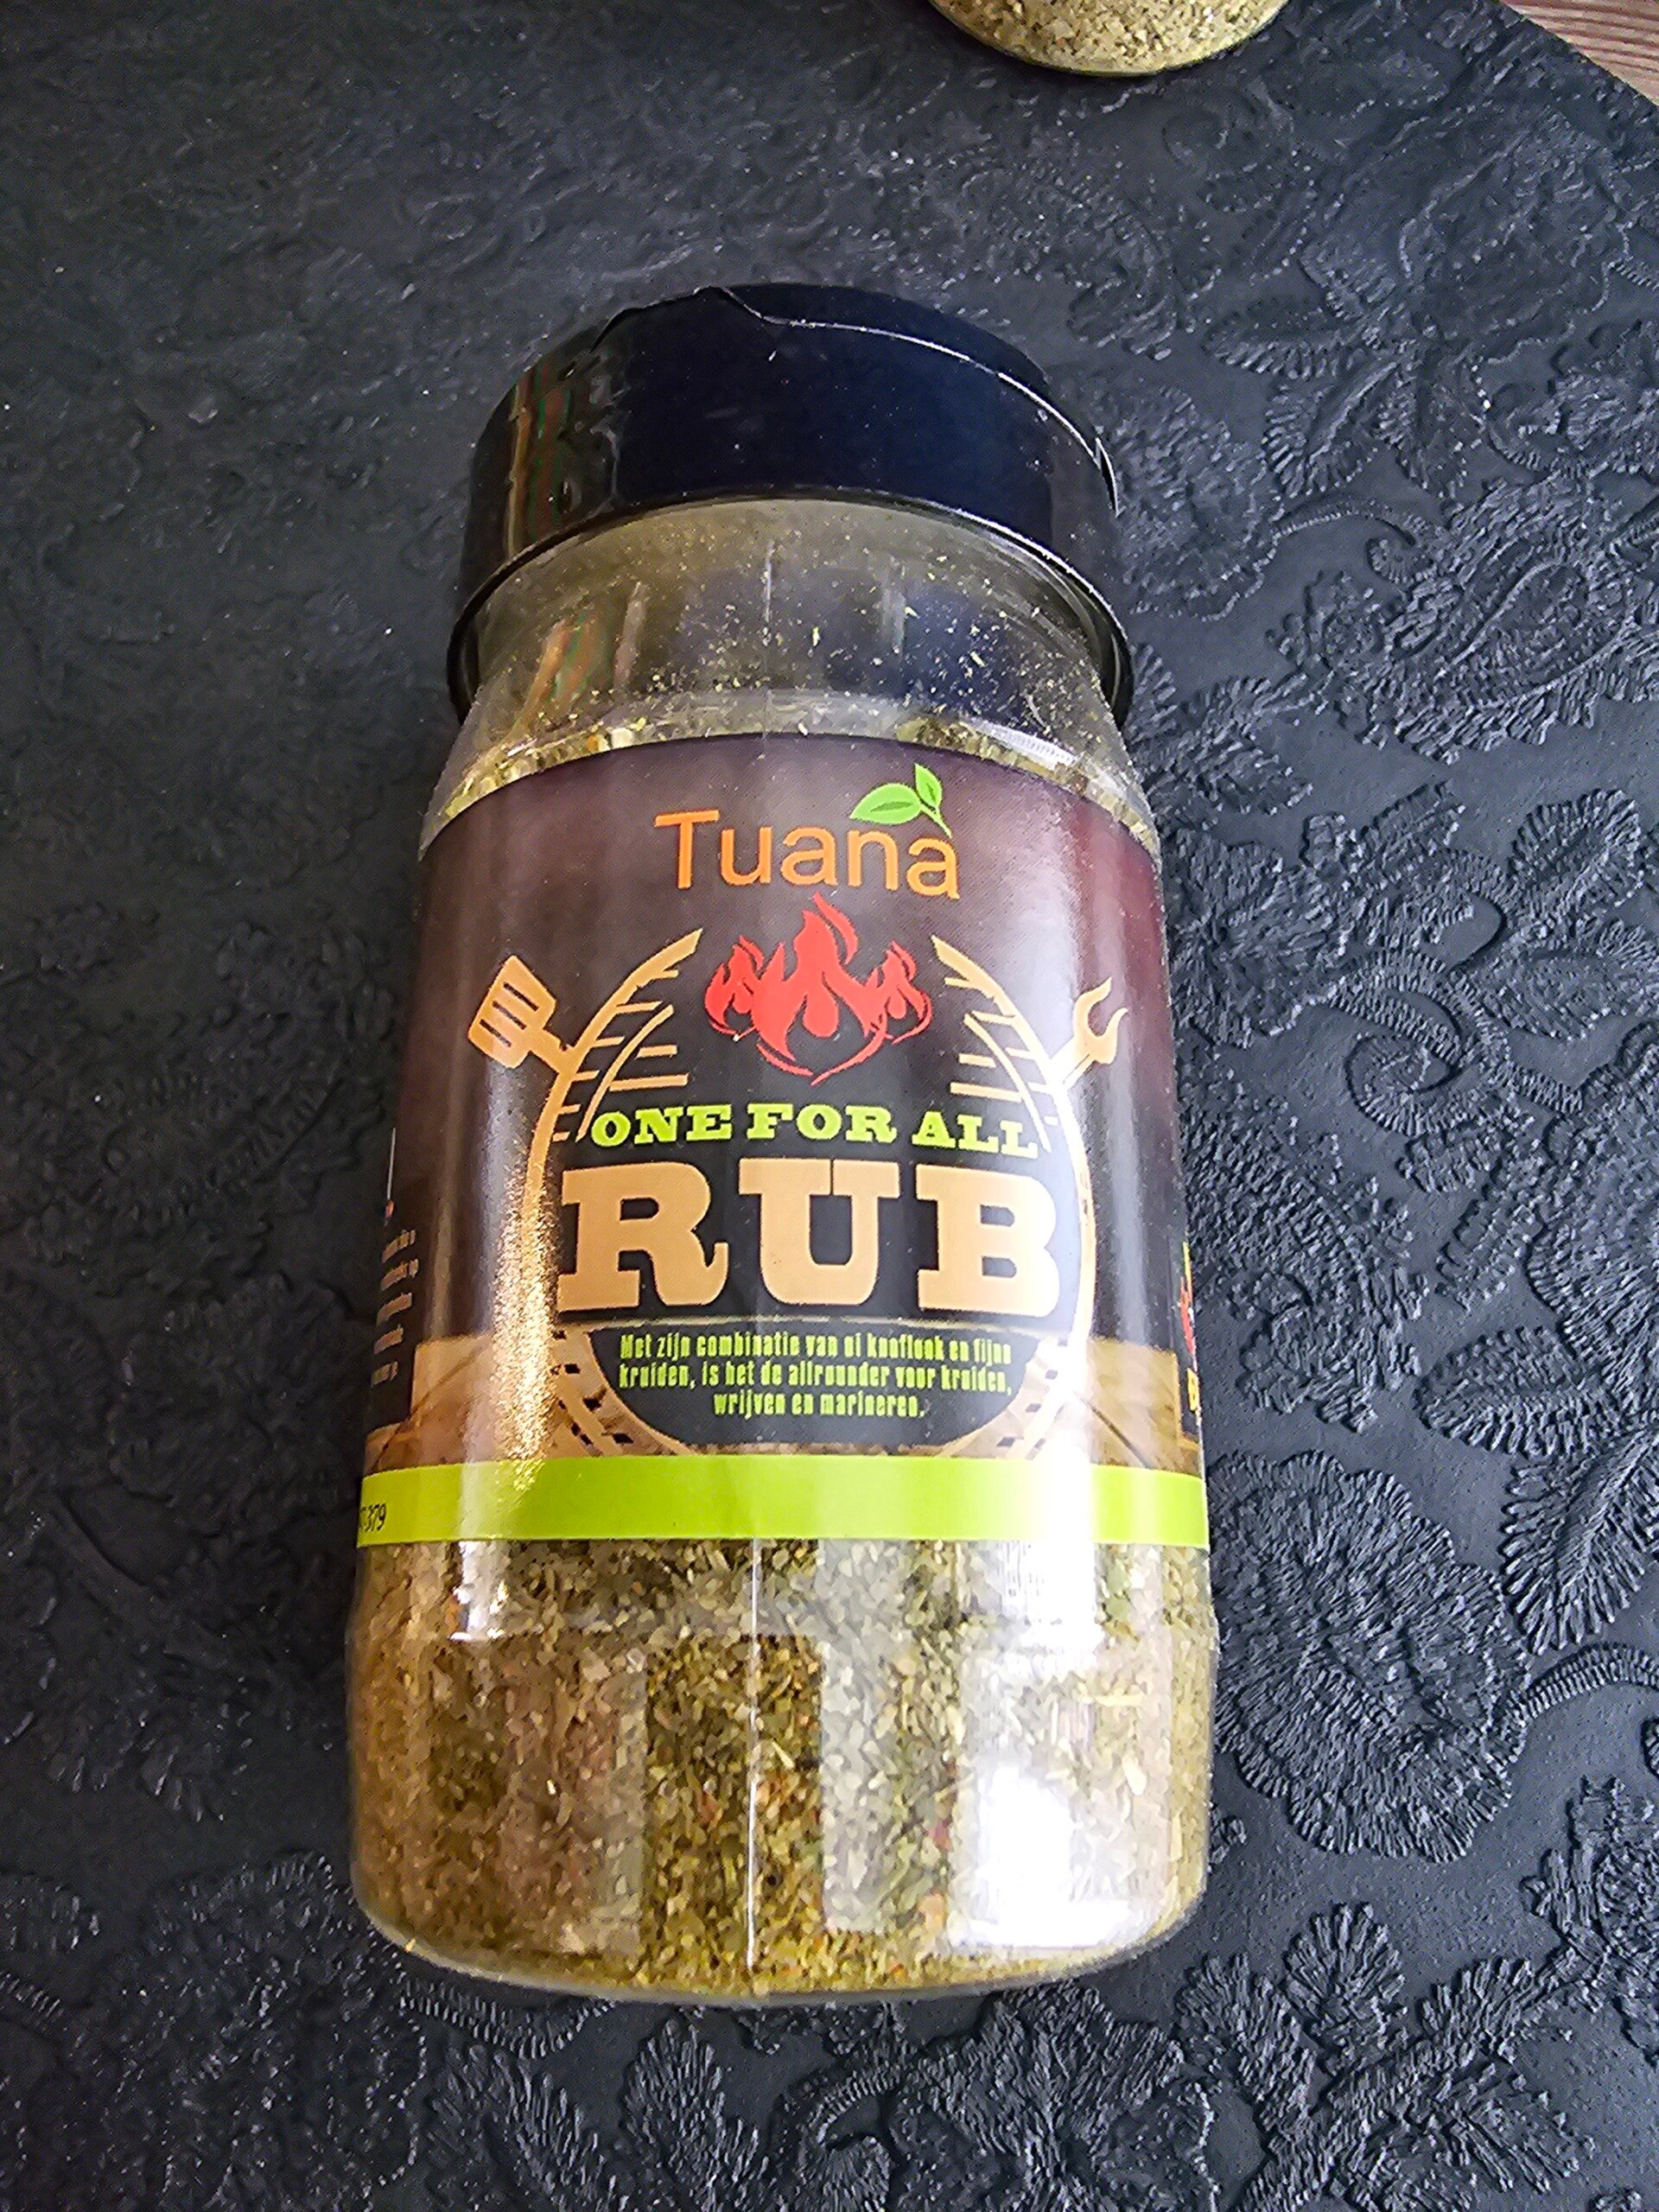 Tuana
ONE FOR ALL
RUB
Met zijn combinatie van ui knoflook en fijne
kruiden, is het de allrounder voor kruiden,
wrijven en marineren.
379